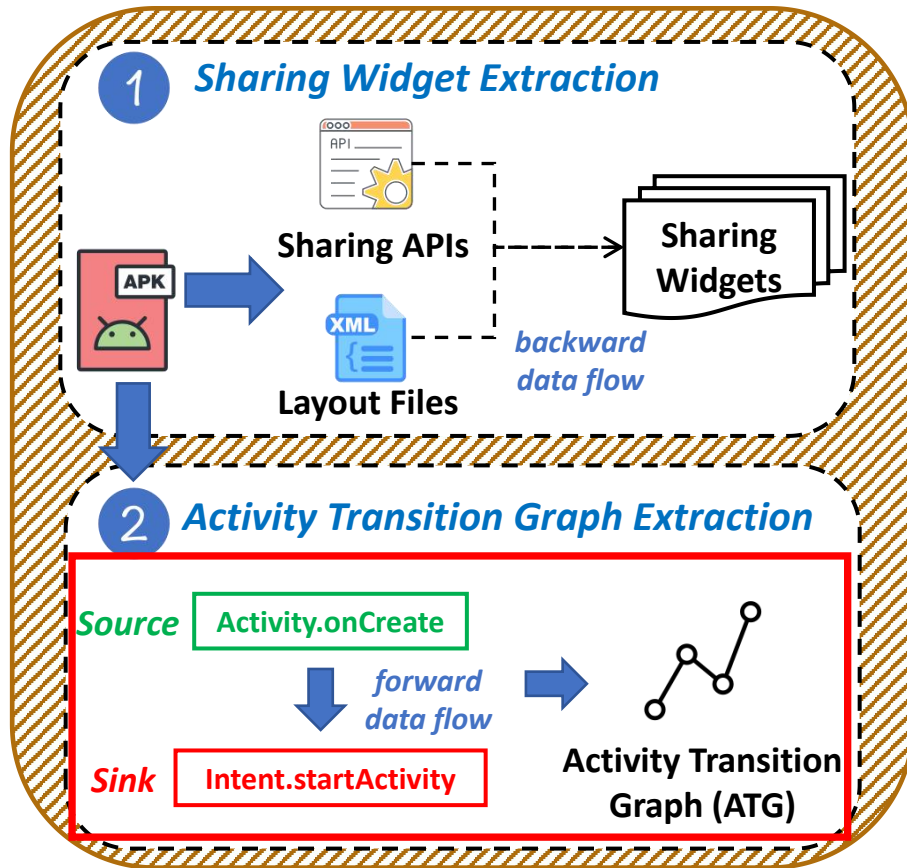 1 Sharing Widget Extraction
API
Sharing APIs
APK
Sharing
Widgets
XML
Layout Files
backward
data flow
2 Activity Transition Graph Extraction
Source Activity.onCreate
forward
data flow
Sink Intent.startActivity
Activity Transition
Graph (ATG)